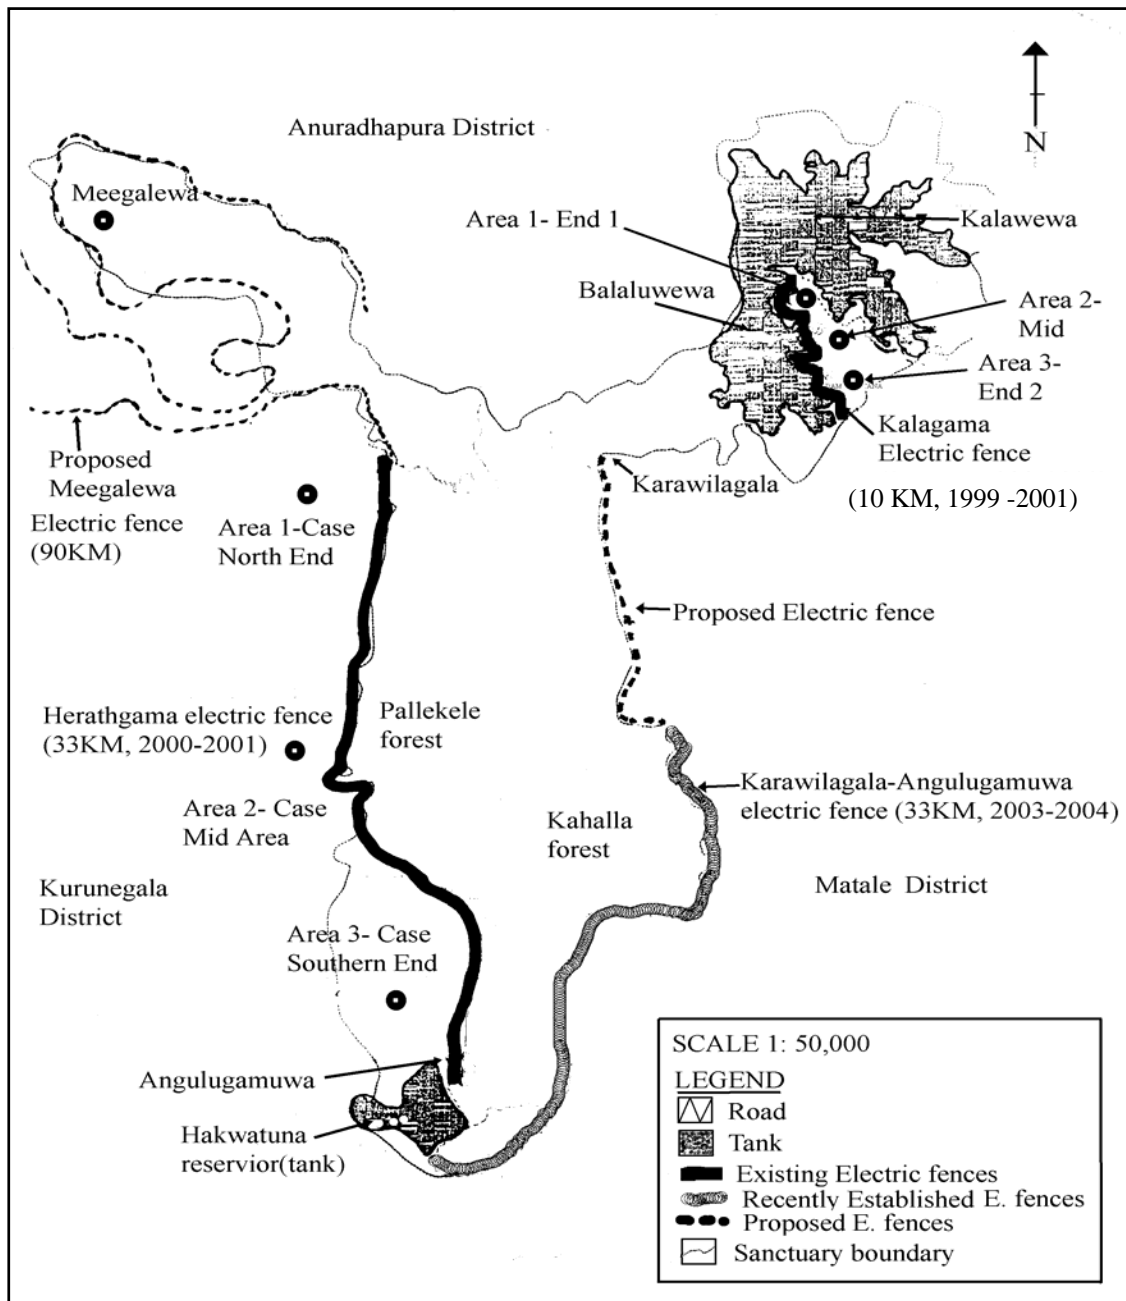 Anuradhapura District
N
Meegalewa
Area 1- End 1
Kalawewa
Balaluwewa
Area 2-
Mid
Area 3-
End 2
Kalagama
Electric fence
(10 KM, 1999 -2001)
Proposed
Meegalewa
Electric fence
(90KM)
Area 1-Case
North End
Karawilagala
Proposed Electric fence
Herathgama electric fence
(33KM, 2000-2001)
Pallekele
forest
Area 2- Case
Mid Area
Karawilagala-Angulugamuwa
electric fence (33KM, 2003-2004)
Kahalla
forest
Kurunegala
District
Matale District
Area 3- Case
Southern End
Angulugamuwa
Hakwatuna
reservior(tank)
SCALE 1: 50,000
LEGEND
Road
Tank
Existing Electric fences
Recently Established E. fences
Proposed E. fences
Sanctuary boundary